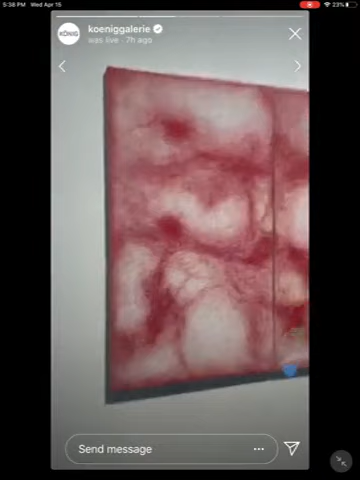 5:38 PM Wed Apr 15
23%
KÖNIG
koeniggalerie
was live · 7h ago
Send message